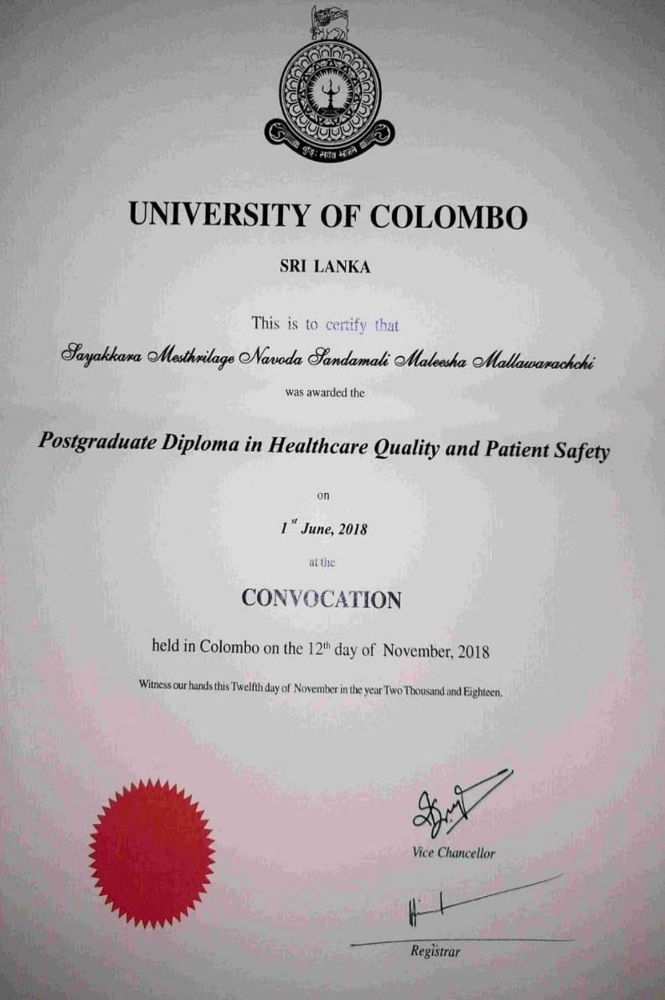 बुद्धि: सर्वत्र भ्राजते
UNIVERSITY OF COLOMBO
SRI LANKA
This is to certify that
Sayakkara Mesthrilage Navoda Sandamali Maleesha Mallawarachchi
was awarded the
Postgraduate Diploma in Healthcare Quality and Patient Safety
on
1st June, 2018
at the
CONVOCATION
held in Colombo on the 12th day of November, 2018
Witness our hands this Twelfth day of November in the year Two Thousand and Eighteen.
Vice Chancellor
Registrar